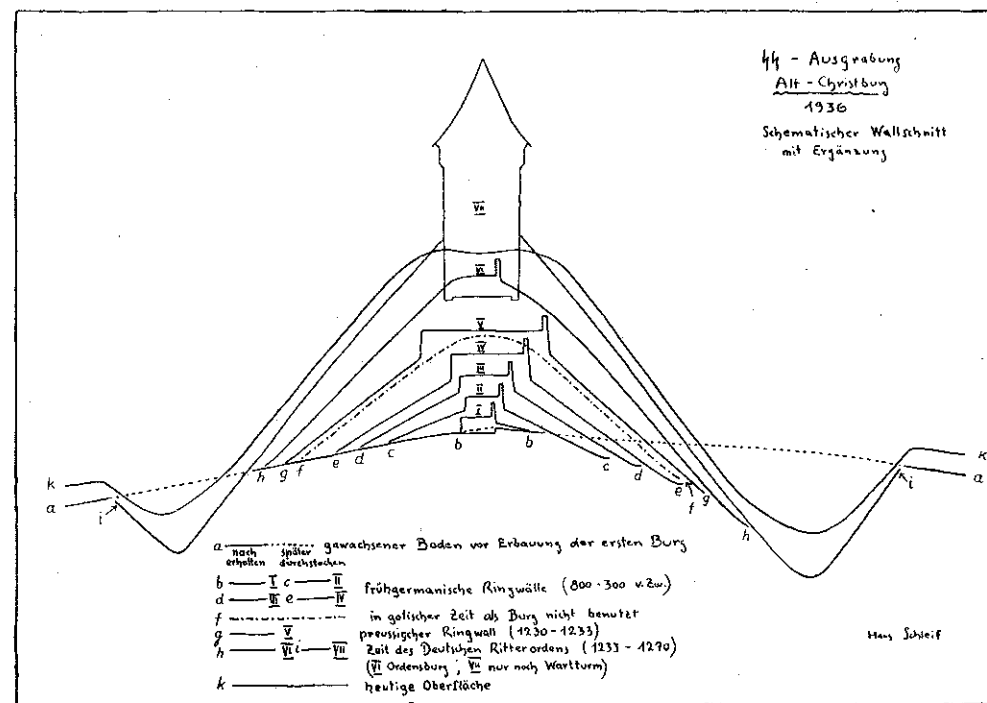 ᛋᛋ - Ausgrabung
Alt - Christburg
1936
Schematischer Wallschnitt
mit Ergänzung
VII
VI
V
IV
III
II
I
b b
c c
d d
e e
f f
g g
h h
i i
k k
a a
a gewachsener Boden vor Erbauung der ersten Burg
noch erhalten später durchstochen
b I c II frühgermanische Ringwälle (800 - 300 v. Zw.)
d III e IV
f in gotischer Zeit als Burg nicht benutzt
g V preussischer Ringwall (1230 - 1233)
h VI i VII Zeit des Deutschen Ritterordens (1233 - 1270)
(VI Ordensburg ; VII nur noch Wartturm)
k heutige Oberfläche
Hans Schleif